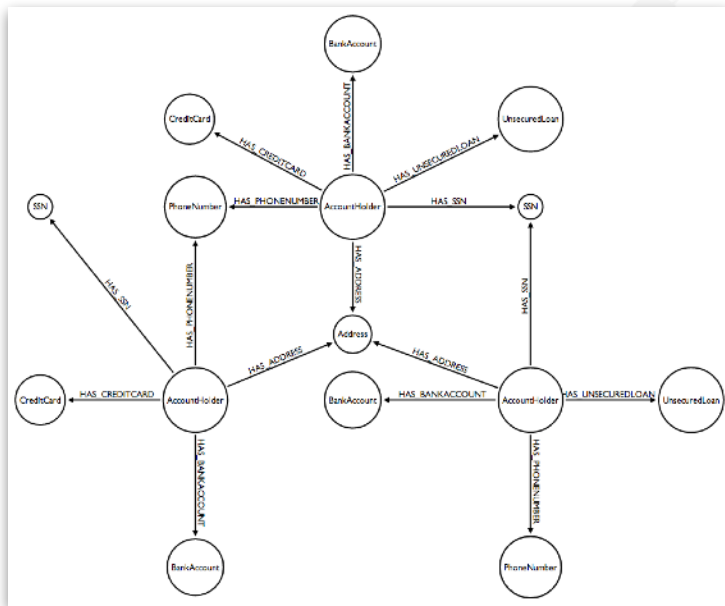 BankAccount
HAS_BANKACCOUNT
CreditCard
HAS_CREDITCARD
UnsecuredLoan
HAS_UNSECUREDLOAN
SSN
PhoneNumber
HAS_PHONENUMBER
AccountHolder
HAS_SSN
SSN
HAS_SSN
HAS_PHONENUMBER
HAS_ADDRESS
HAS_SSN
Address
HAS_ADDRESS
HAS_ADDRESS
CreditCard
HAS_CREDITCARD
AccountHolder
BankAccount
HAS_BANKACCOUNT
AccountHolder
HAS_UNSECUREDLOAN
UnsecuredLoan
HAS_BANKACCOUNT
HAS_PHONENUMBER
BankAccount
PhoneNumber